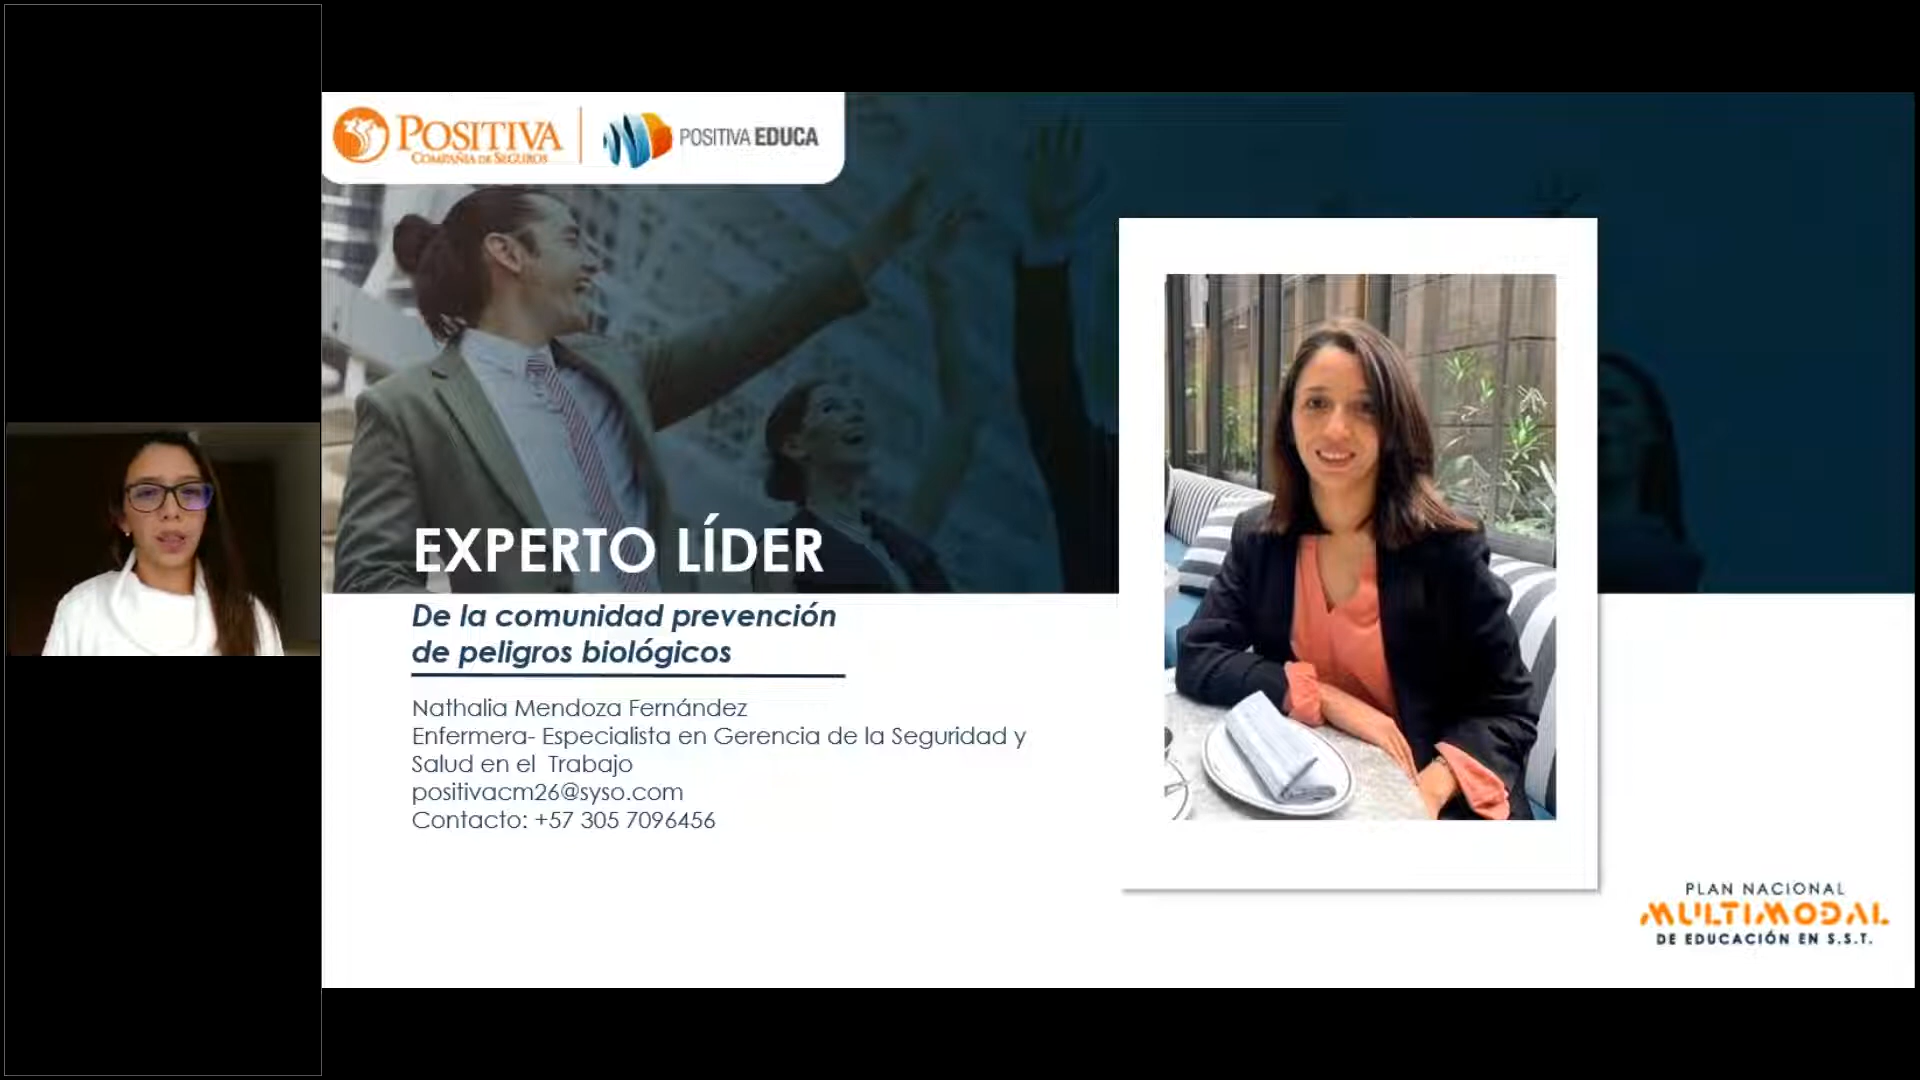 POSITIVA
COMPAÑIA DE SEGUROS
POSITIVA EDUCA
EXPERTO LÍDER
De la comunidad prevención
de peligros biológicos
Nathalia Mendoza Fernández
Enfermera- Especialista en Gerencia de la Seguridad y
Salud en el Trabajo
positivacm26@syso.com
Contacto: +57 305 7096456
PLAN NACIONAL
MULTIMODAL
DE EDUCACIÓN EN S.S.T.